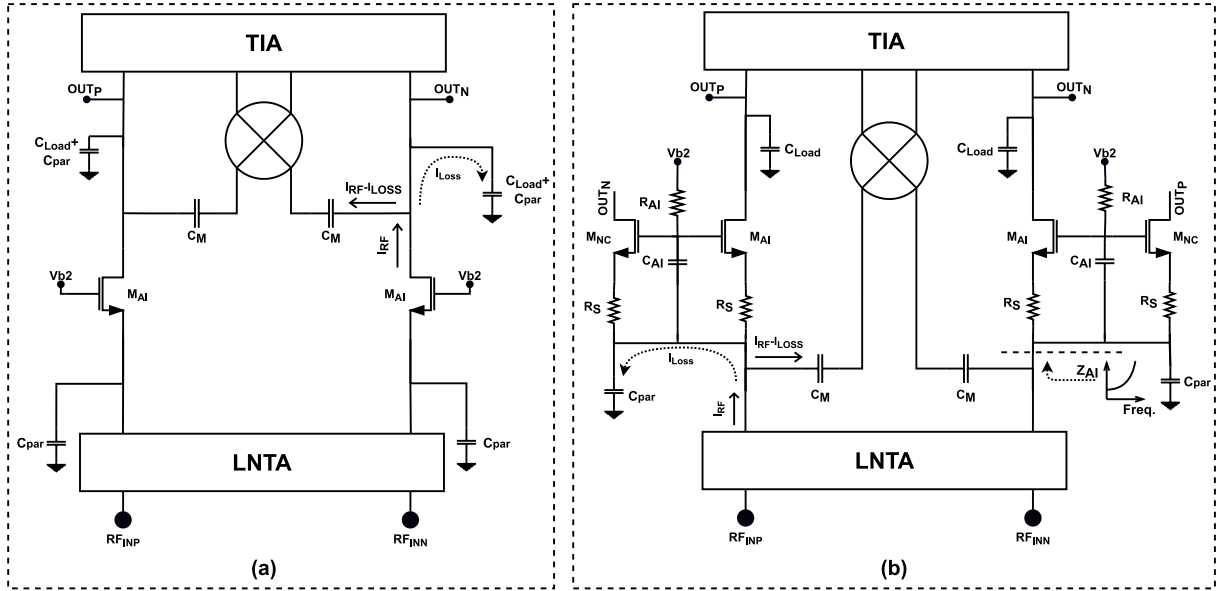 TIA
OUTP
OUTN
CLoad+
Cpar
ILoss
CLoad+
Cpar
IRF-ILOSS
CM
CM
IRF
Vb2
MAI
MAI
Vb2
Cpar
Cpar
LNTA
RFINP
RFINN
(a)
TIA
OUTP
OUTN
CLoad
CLoad
Vb2
Vb2
RAI
RAI
OUTN
OUTP
MNC
MAI
MAI
MNC
CAI
CAI
RS
RS
RS
RS
IRF-ILOSS
ILoss
ZAI
Cpar
CM
CM
Cpar
Freq.
IRF
LNTA
RFINP
RFINN
(b)